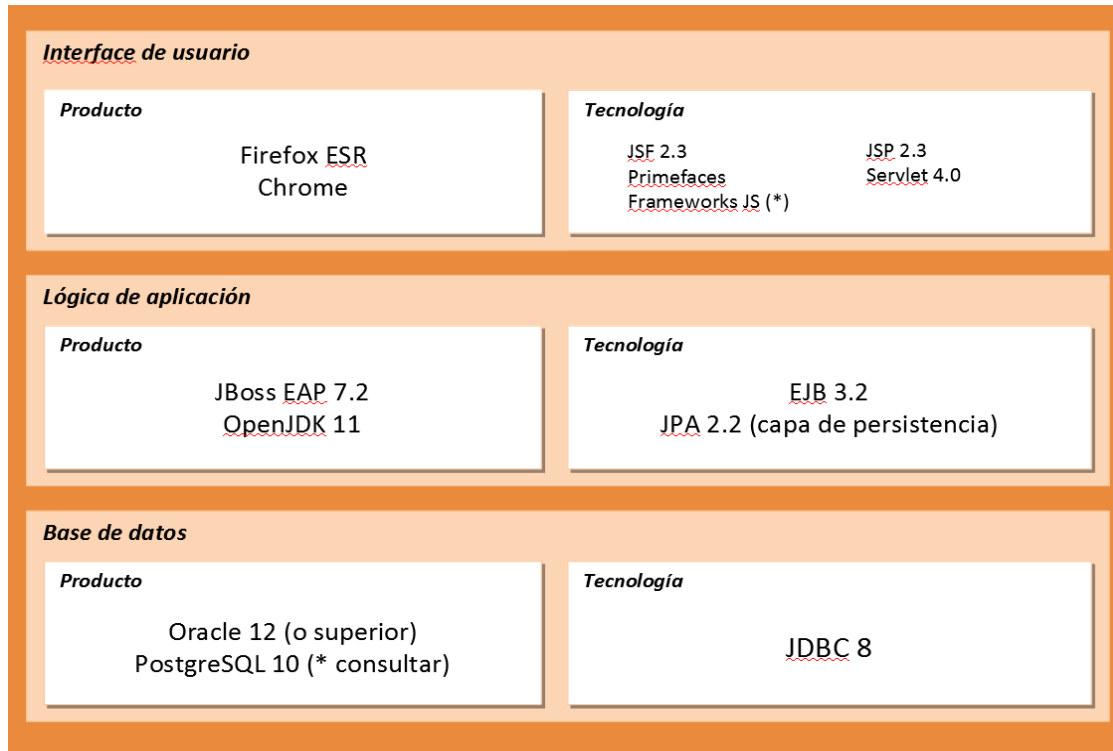 Interface de usuario
Producto
Firefox ESR
Chrome
Tecnología
JSF 2.3
Primefaces
Frameworks JS (*)
JSP 2.3
Servlet 4.0
Lógica de aplicación
Producto
JBoss EAP 7.2
OpenJDK 11
Tecnología
EJB 3.2
JPA 2.2 (capa de persistencia)
Base de datos
Producto
Oracle 12 (o superior)
PostgreSQL 10 (* consultar)
Tecnología
JDBC 8